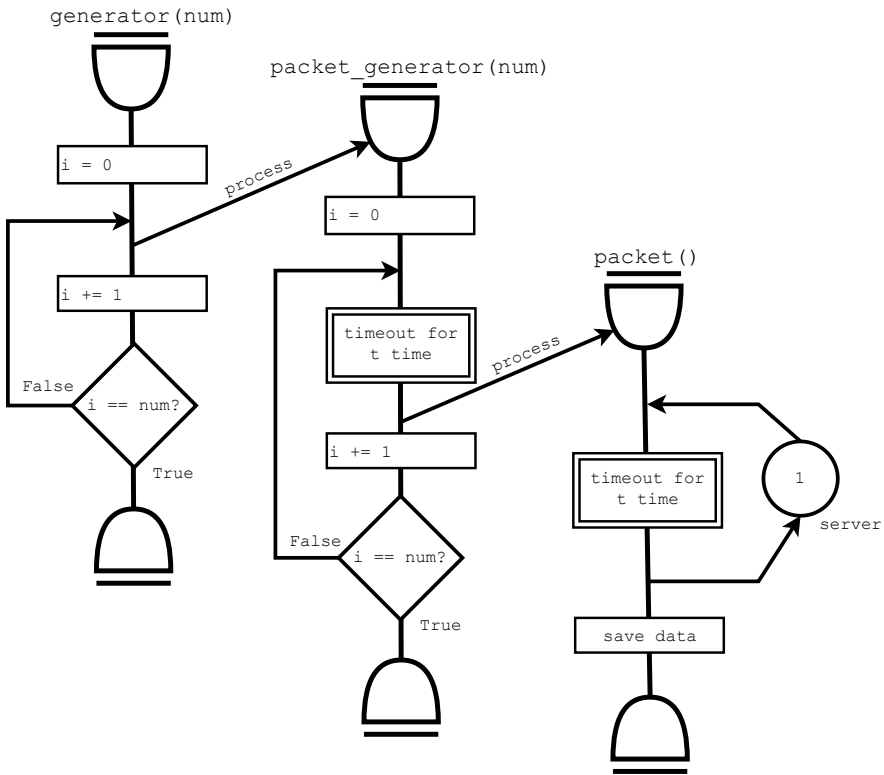 generator(num)
i = 0
i += 1
i == num?
False
True
process
packet_generator(num)
i = 0
timeout for
t time
i += 1
i == num?
False
True
process
packet()
timeout for
t time
1
server
save data